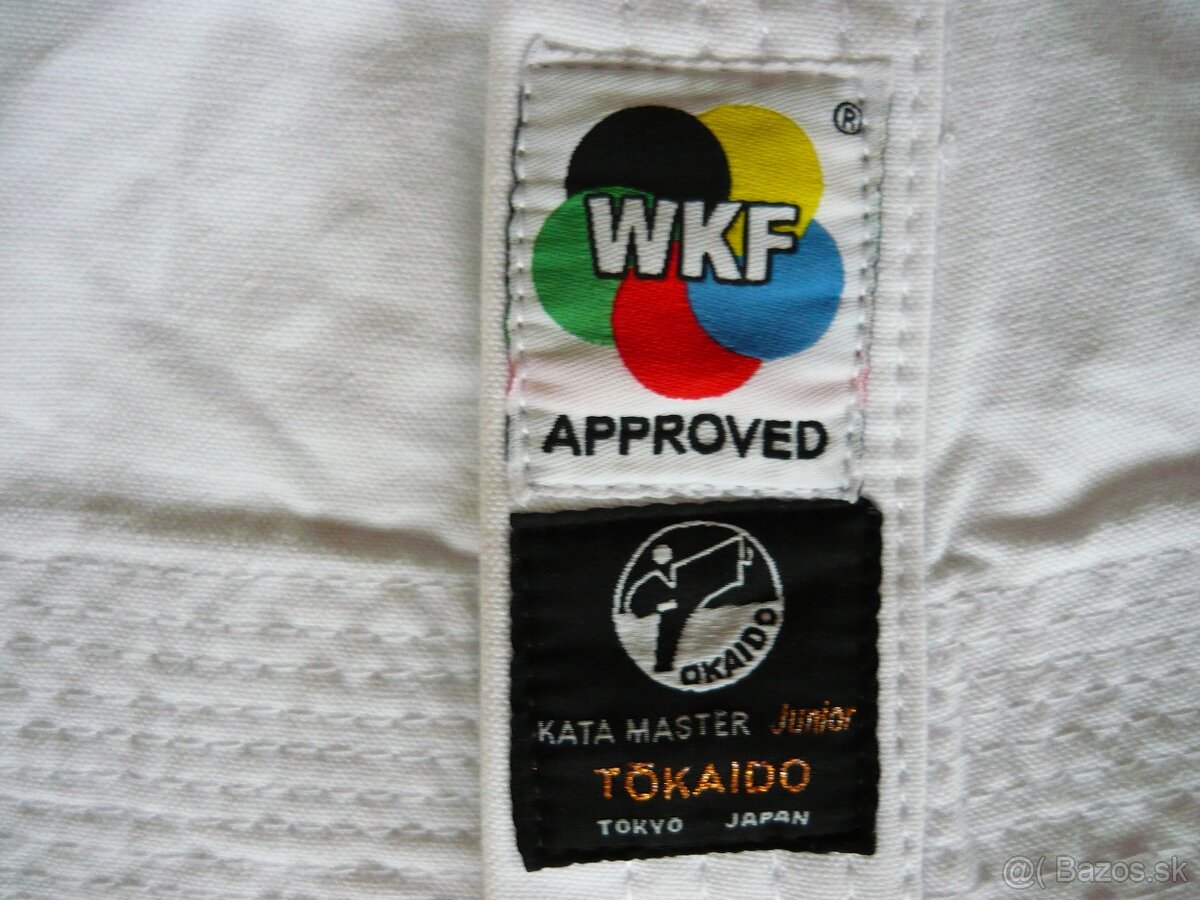 ®
WKF
APPROVED
TOKAIDO
KATA MASTER Junior
TŌKAIDO
TOKYO JAPAN
@( Bazos.sk